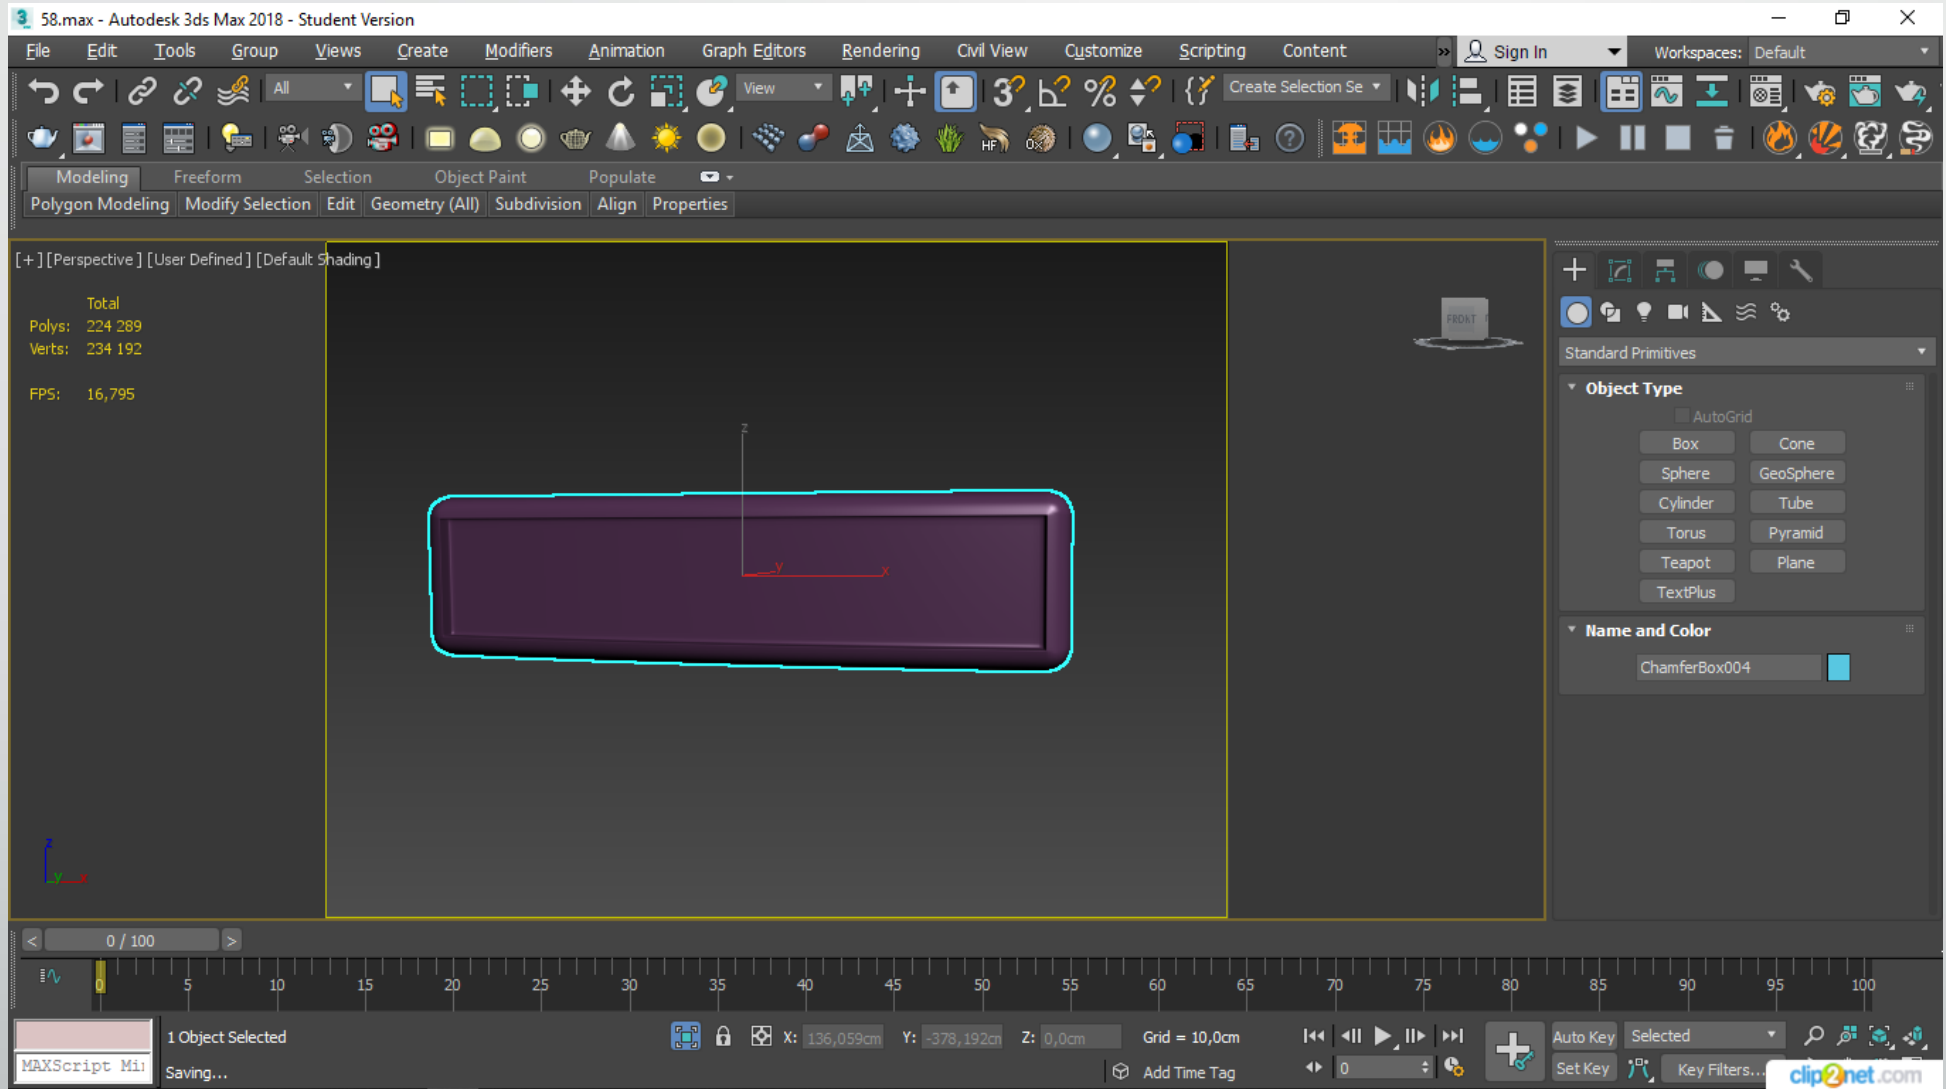 58.max - Autodesk 3ds Max 2018 - Student Version
File Edit Tools Group Views Create Modifiers Animation Graph Editors Rendering Civil View Customize Scripting Content » Sign In Workspaces: Default
All View Create Selection Se
Modeling Freeform Selection Object Paint Populate
Polygon Modeling Modify Selection Edit Geometry (All) Subdivision Align Properties
[+] [Perspective] [User Defined] [Default Shading]
Total
Polys: 224 289
Verts: 234 192
FPS: 16,795
z
y
x
z
y
x
FRONT
Standard Primitives
Object Type
AutoGrid
Box Cone
Sphere GeoSphere
Cylinder Tube
Torus Pyramid
Teapot Plane
TextPlus
Name and Color
ChamferBox004
< 0 / 100 >
0 5 10 15 20 25 30 35 40 45 50 55 60 65 70 75 80 85 90 95 100
1 Object Selected X: 136,059cm Y: -378,192cm Z: 0,0cm Grid = 10,0cm Auto Key Selected
MAXScript Mi Saving... Add Time Tag 0 Set Key Key Filters...
clip2net.com